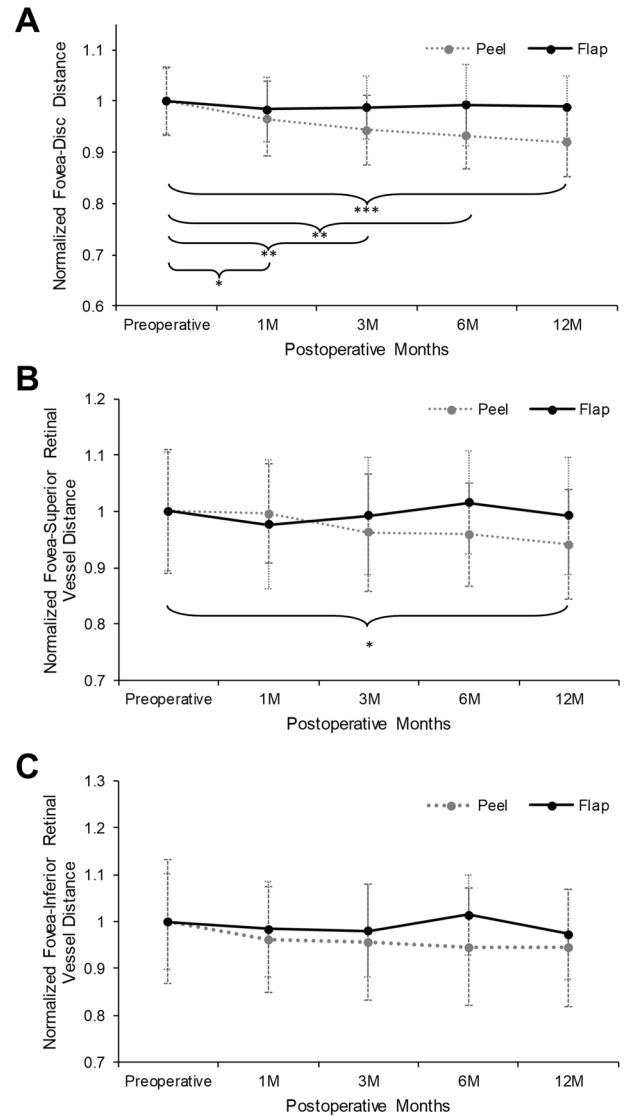 A
Normalized Fovea-Disc Distance
1.1
1
0.9
0.8
0.7
0.6
Peel
Flap
***
**
**
*
Preoperative 1M 3M 6M 12M
Postoperative Months
B
Normalized Fovea-Superior Retinal
Vessel Distance
1.2
1.1
1
0.9
0.8
0.7
Peel
Flap
*
Preoperative 1M 3M 6M 12M
Postoperative Months
C
Normalized Fovea-Inferior Retinal
Vessel Distance
1.3
1.2
1.1
1
0.9
0.8
0.7
Peel
Flap
Preoperative 1M 3M 6M 12M
Postoperative Months